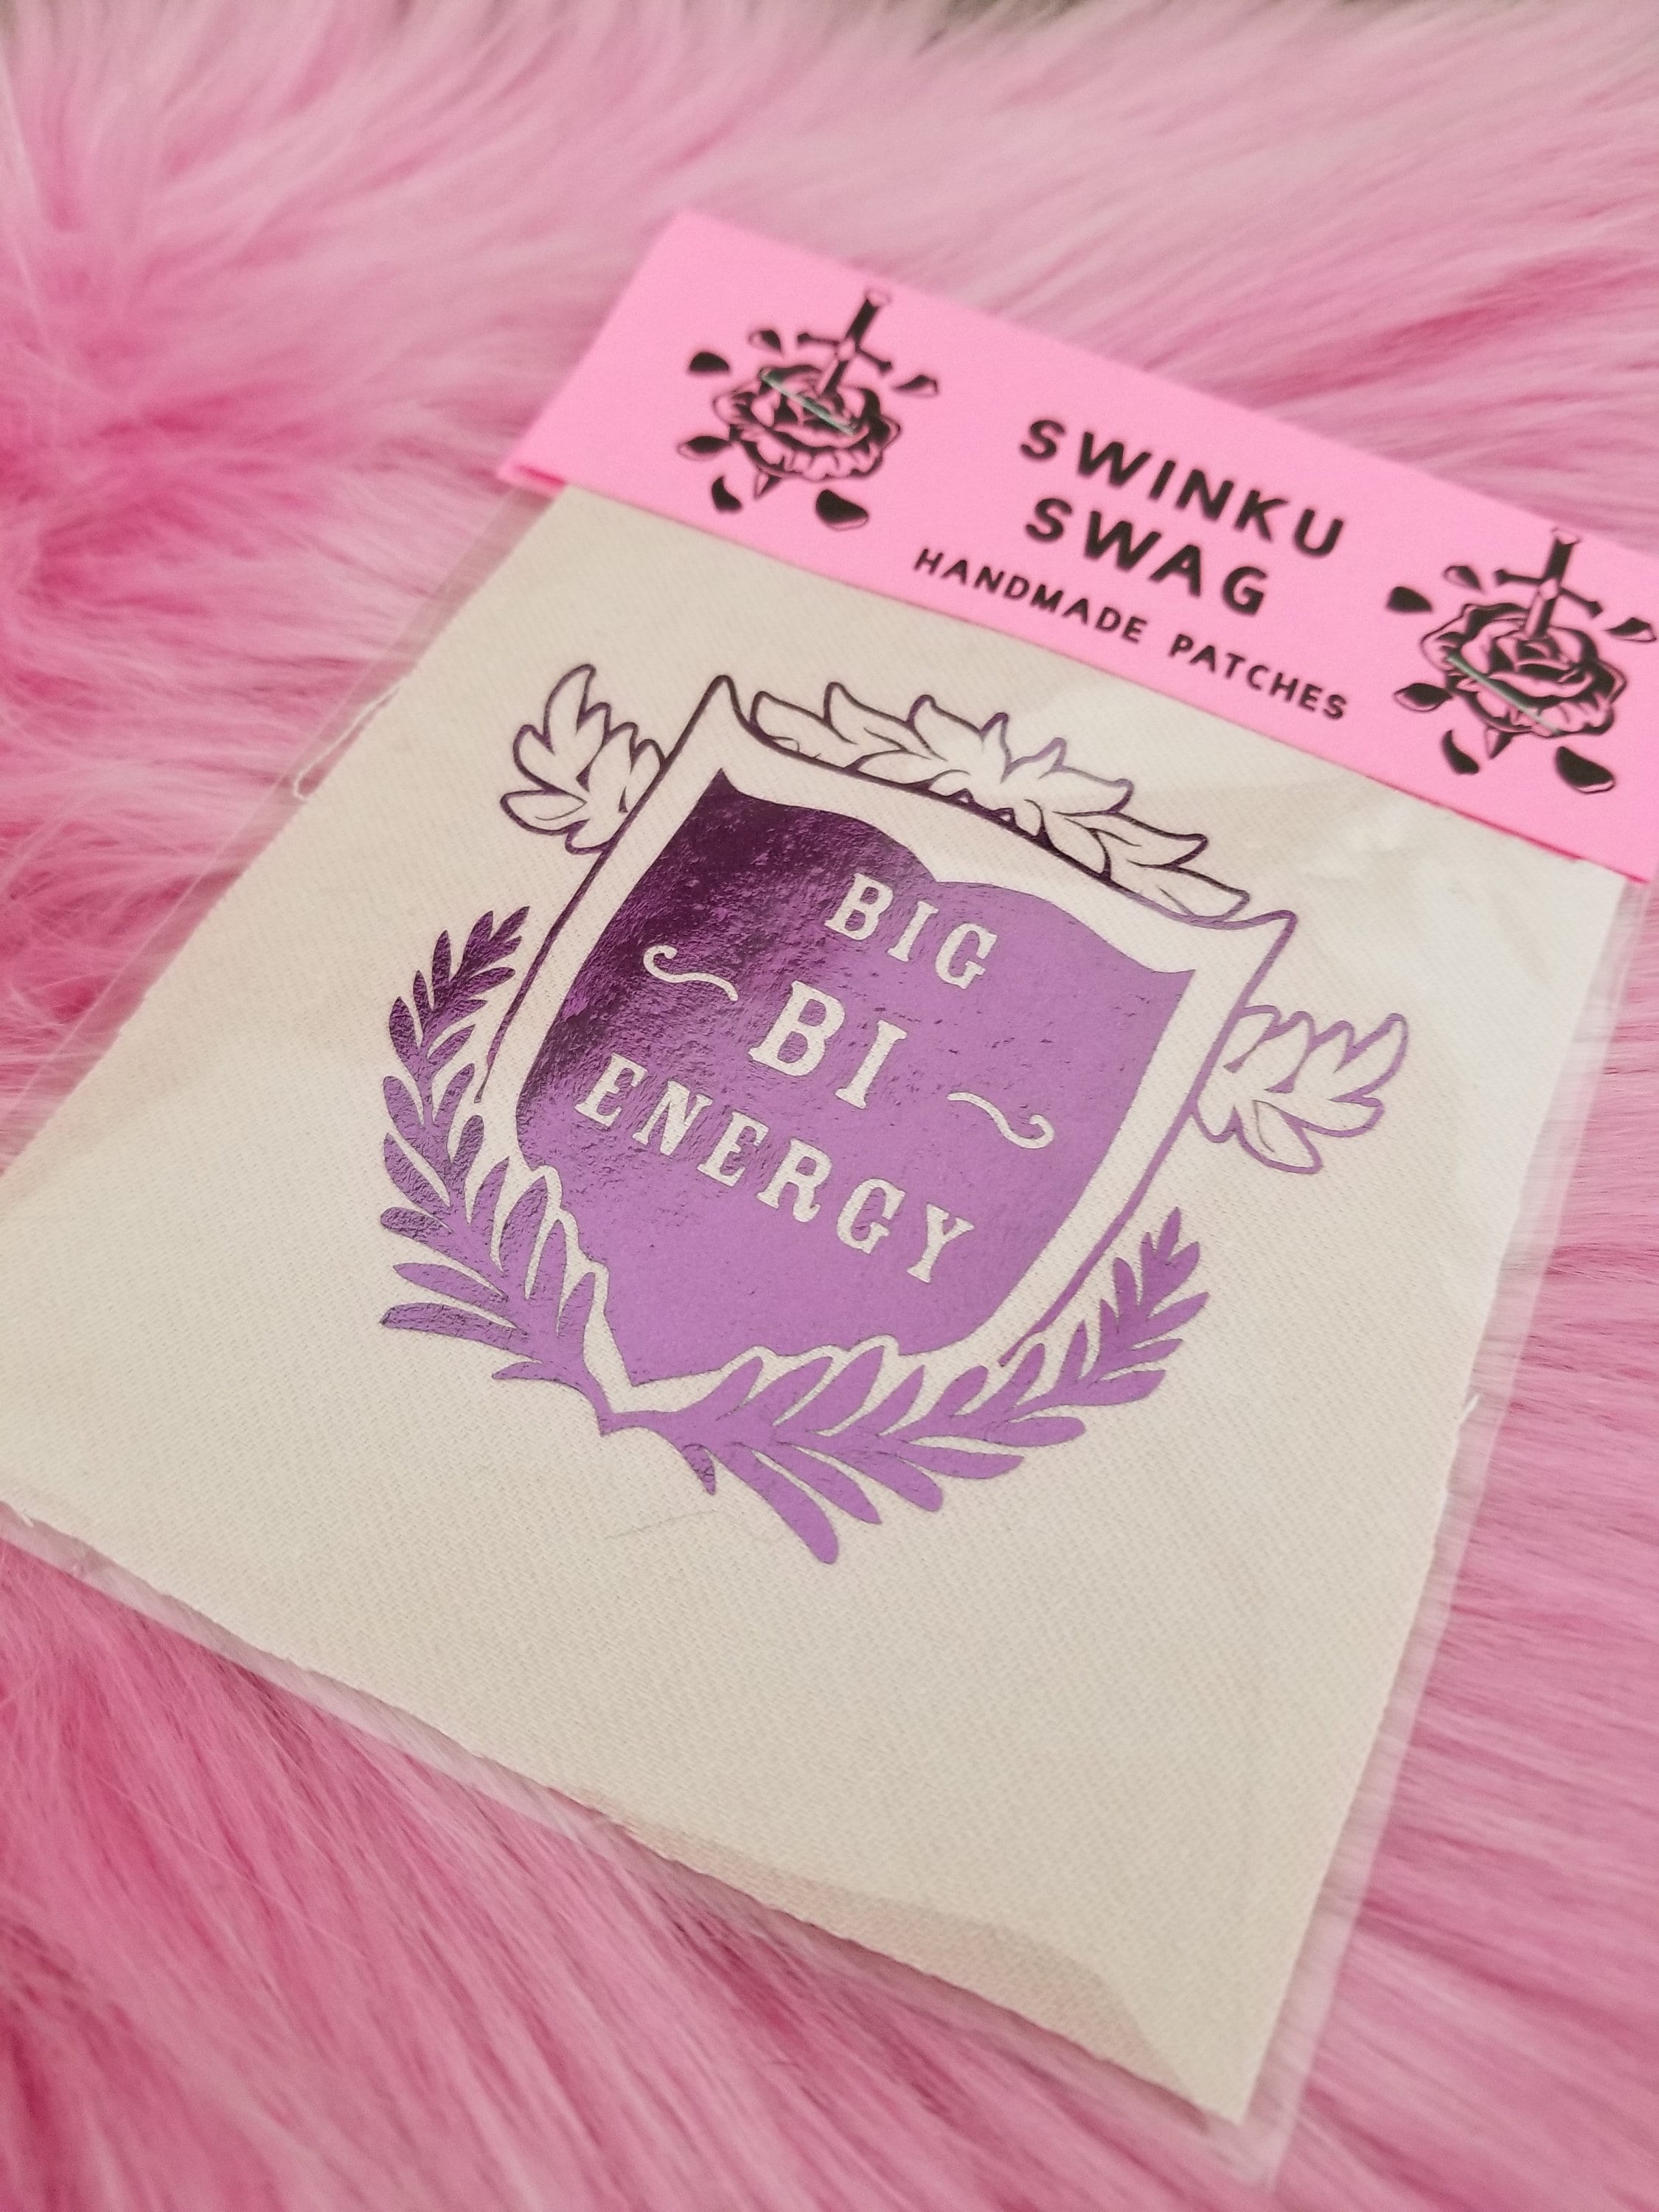 SWINKU
SWAG
HANDMADE PATCHES
BIG
BI
ENERGY